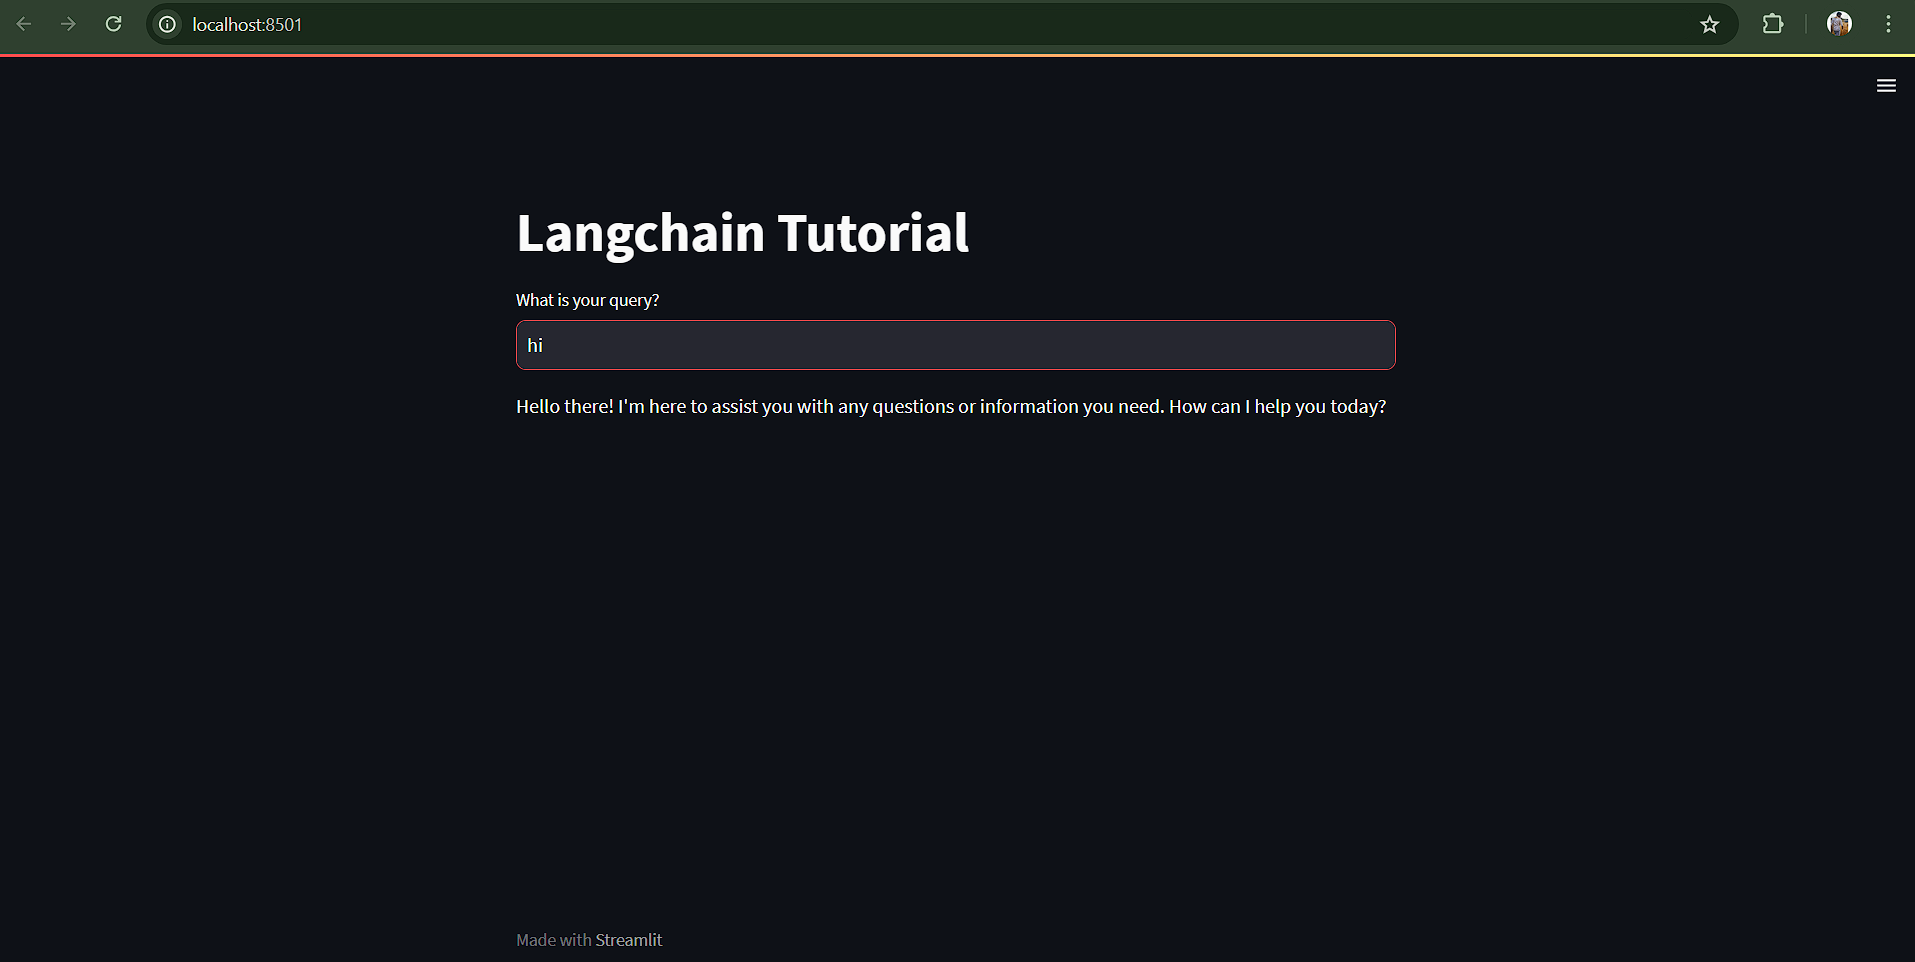 localhost:8501
Langchain Tutorial
What is your query?
hi
Hello there! I'm here to assist you with any questions or information you need. How can I help you today?
Made with Streamlit